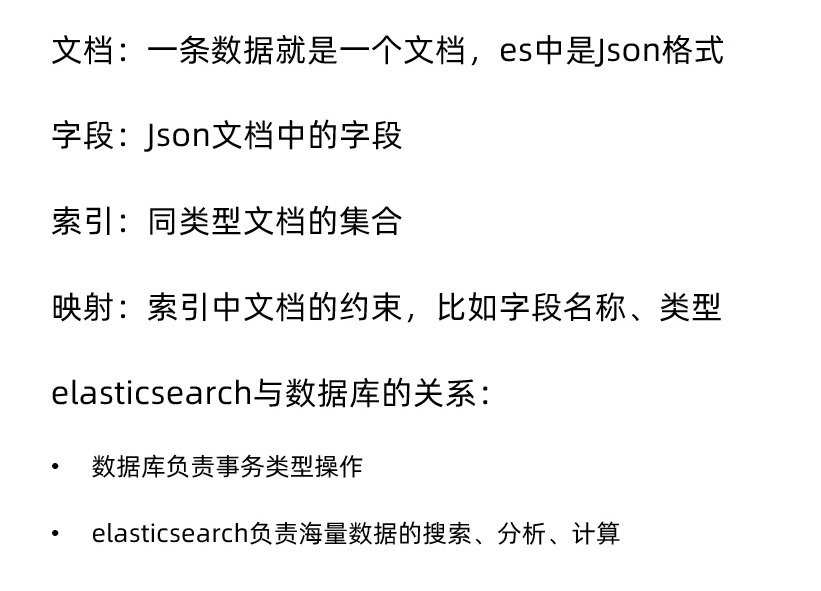 文档：一条数据就是一个文档，es中是Json格式
字段：Json文档中的字段
索引：同类型文档的集合
映射：索引中文档的约束，比如字段名称、类型
elasticsearch与数据库的关系：
• 数据库负责事务类型操作
• elasticsearch负责海量数据的搜索、分析、计算